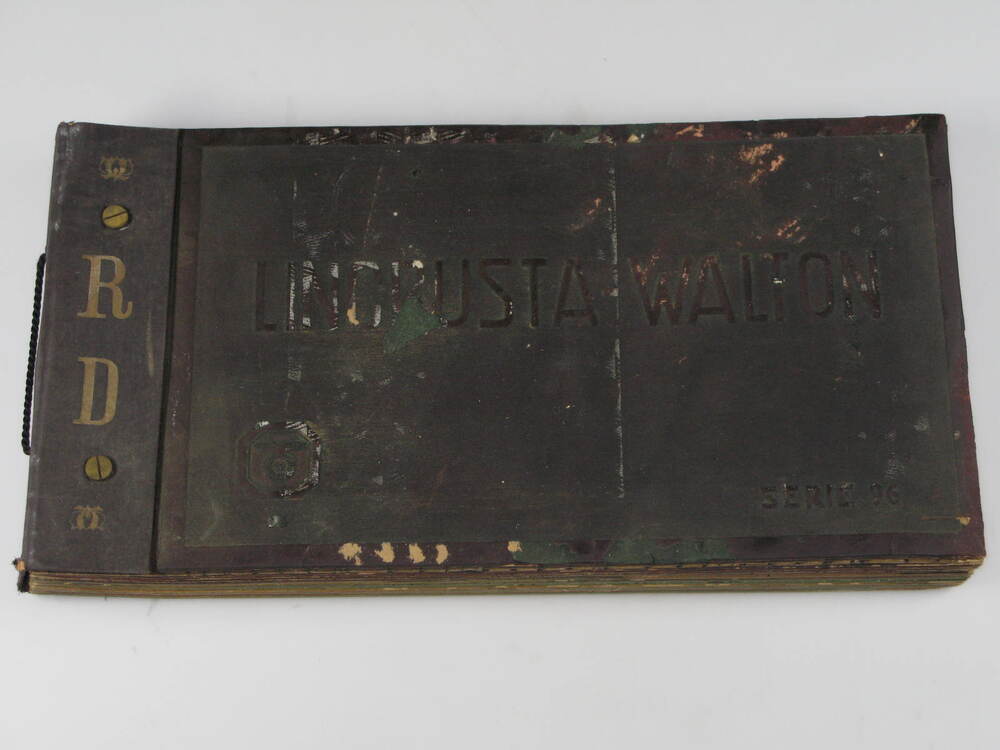 R
D
LINCRUSTA WALTON
SERIE 96